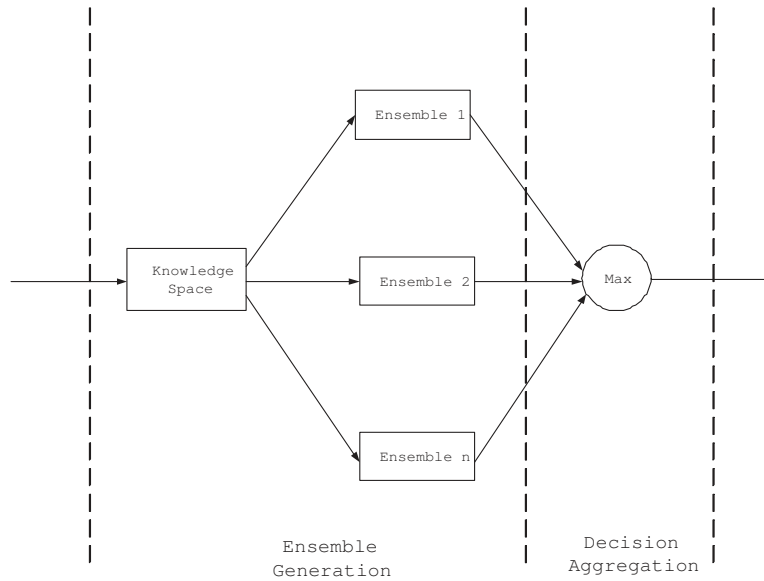 Ensemble 1
Knowledge
Space
Ensemble 2
Max
Ensemble n
Ensemble
Generation
Decision
Aggregation